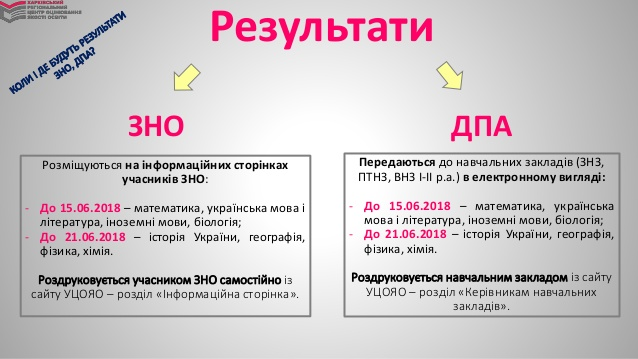 ХАРКІВСЬКИЙ
РЕГІОНАЛЬНИЙ
ЦЕНТР ОЦІНЮВАННЯ
ЯКОСТІ ОСВІТИ
КОЛИ І ДЕ БУДУТЬ РЕЗУЛЬТАТИ
ЗНО, ДПА?
Результати
ЗНО
Розміщуються на інформаційних сторінках
учасників ЗНО:
- До 15.06.2018 – математика, українська мова і
література, іноземні мови, біологія;
- До 21.06.2018 – історія України, географія,
фізика, хімія.
Роздруковується учасником ЗНО самостійно із
сайту УЦОЯО – розділ «Інформаційна сторінка».
ДПА
Передаються до навчальних закладів (ЗНЗ,
ПТНЗ, ВНЗ І-ІІ р.а.) в електронному вигляді:
- До 15.06.2018 – математика, українська
мова і література, іноземні мови, біологія;
- До 21.06.2018 – історія України, географія,
фізика, хімія.
Роздруковується навчальним закладом із сайту
УЦОЯО – розділ «Керівникам навчальних
закладів».